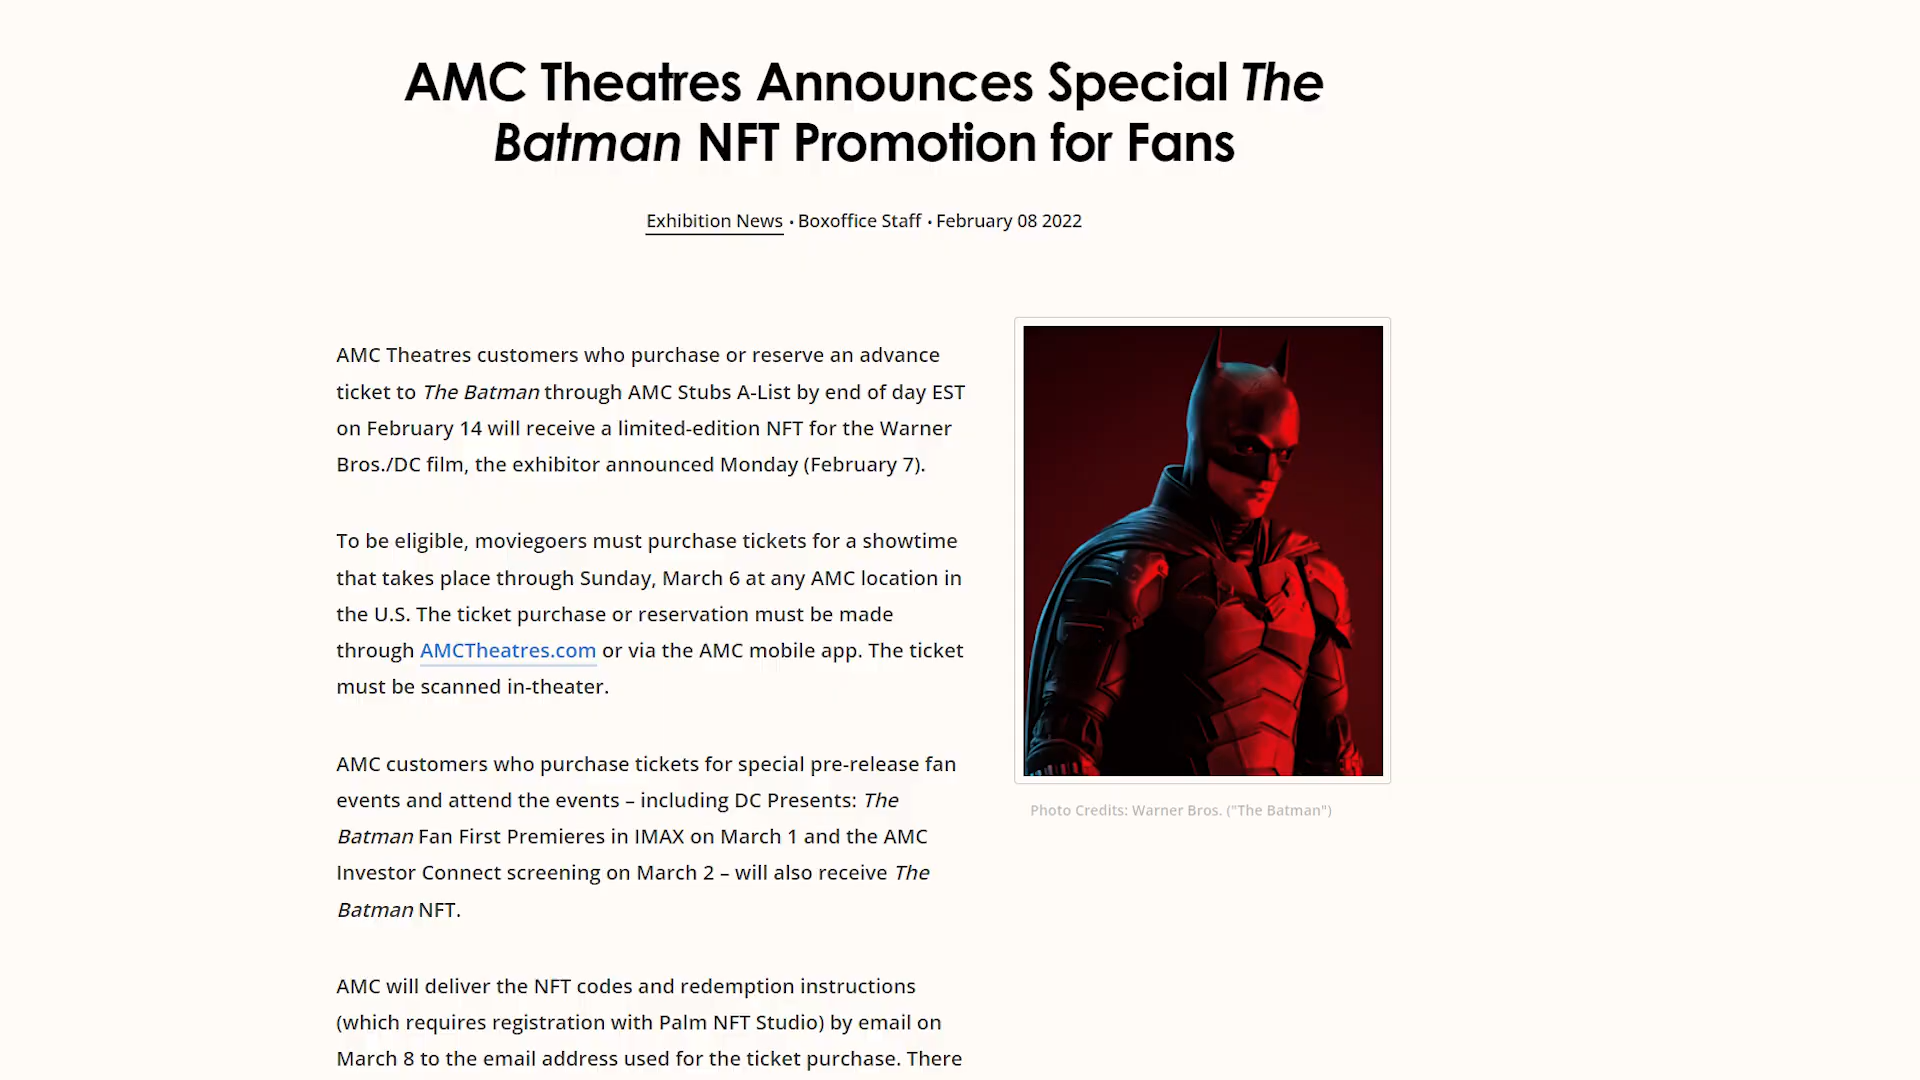 AMC Theatres Announces Special The
Batman NFT Promotion for Fans
Exhibition News • Boxoffice Staff • February 08 2022
AMC Theatres customers who purchase or reserve an advance
ticket to The Batman through AMC Stubs A-List by end of day EST
on February 14 will receive a limited-edition NFT for the Warner
Bros./DC film, the exhibitor announced Monday (February 7).
To be eligible, moviegoers must purchase tickets for a showtime
that takes place through Sunday, March 6 at any AMC location in
the U.S. The ticket purchase or reservation must be made
through AMCTheatres.com or via the AMC mobile app. The ticket
must be scanned in-theater.
AMC customers who purchase tickets for special pre-release fan
events and attend the events – including DC Presents: The
Batman Fan First Premieres in IMAX on March 1 and the AMC
Investor Connect screening on March 2 – will also receive The
Batman NFT.
AMC will deliver the NFT codes and redemption instructions
(which requires registration with Palm NFT Studio) by email on
March 8 to the email address used for the ticket purchase. There
Photo Credits: Warner Bros. ("The Batman")